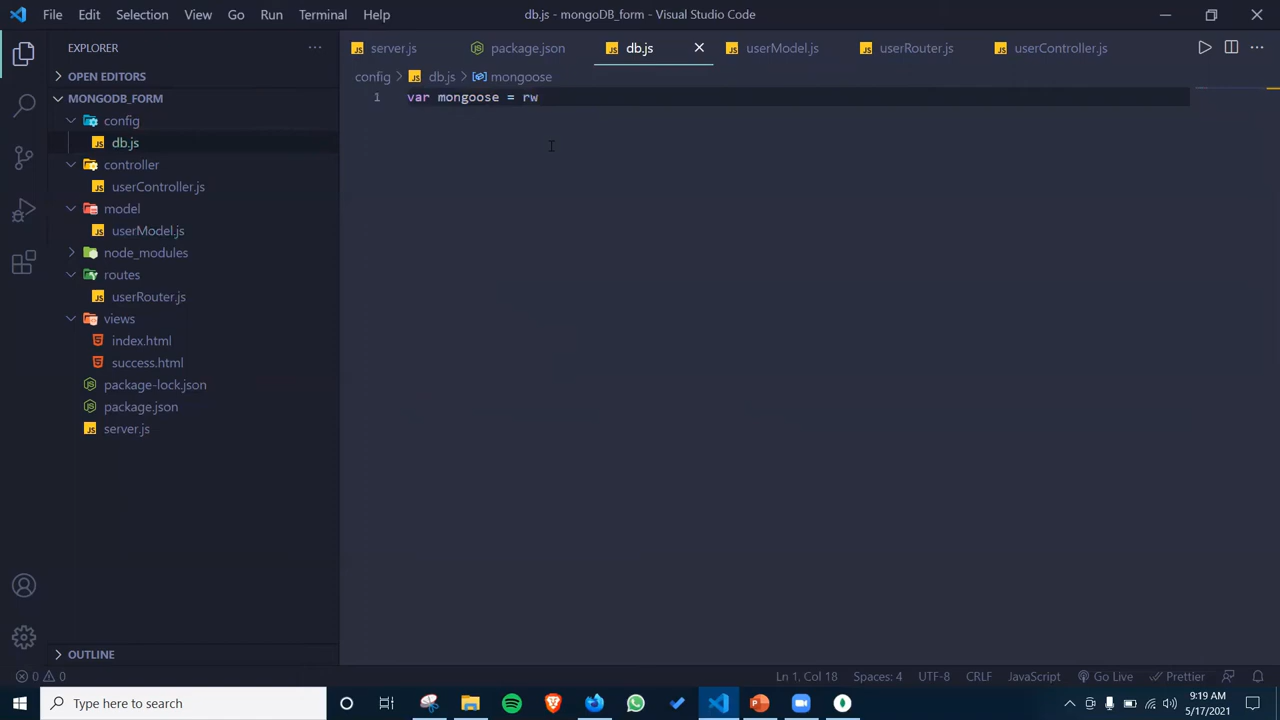 File Edit Selection View Go Run Terminal Help
db.js - mongoDB_form - Visual Studio Code
EXPLORER
OPEN EDITORS
MONGODB_FORM
config
db.js
controller
userController.js
model
userModel.js
node_modules
routes
userRouter.js
views
index.html
success.html
package-lock.json
package.json
server.js
OUTLINE
server.js package.json db.js userModel.js userRouter.js userController.js
config db.js mongoose
1 var mongoose = rw
0 0
Ln 1, Col 18 Spaces: 4 UTF-8 CRLF JavaScript Go Live Prettier
Type here to search
9:19 AM
5/17/2021